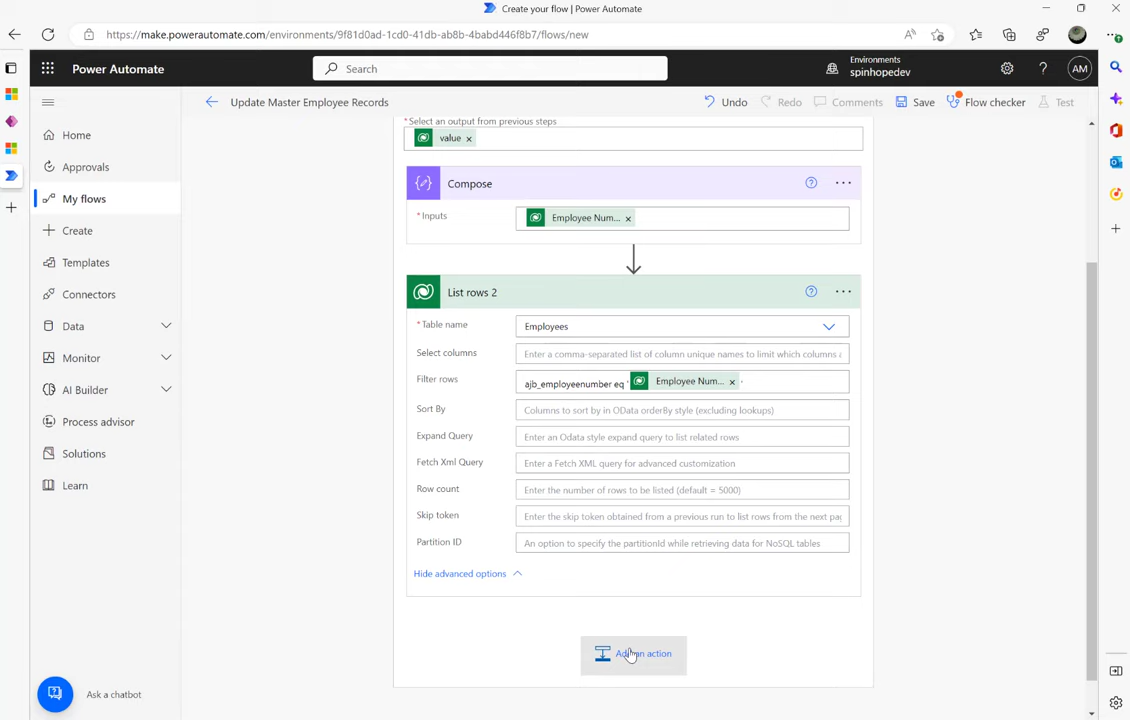 Create your flow | Power Automate
https://make.powerautomate.com/environments/9f81d0ad-1cd0-41db-ab8b-4babd446f8b7/flows/new
Power Automate
Search
Environments
spinhopedev
AM
Update Master Employee Records
Undo
Redo
Comments
Save
Flow checker
Test
Home
Approvals
My flows
Create
Templates
Connectors
Data
Monitor
AI Builder
Process advisor
Solutions
Learn
Ask a chatbot
* Select an output from previous steps
value ×
Compose
* Inputs
Employee Num... ×
List rows 2
* Table name
Employees
Select columns
Enter a comma-separated list of column unique names to limit which columns a
Filter rows
ajb_employeenumber eq ' Employee Num... × '
Sort By
Columns to sort by in OData orderBy style (excluding lookups)
Expand Query
Enter an Odata style expand query to list related rows
Fetch Xml Query
Enter a Fetch XML query for advanced customization
Row count
Enter the number of rows to be listed (default = 5000)
Skip token
Enter the skip token obtained from a previous run to list rows from the next pag
Partition ID
An option to specify the partitionId while retrieving data for NoSQL tables
Hide advanced options
Add an action